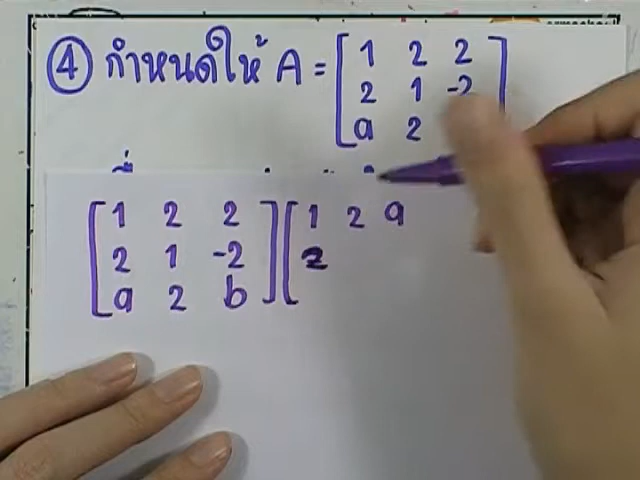 ④ กำหนดให้ A = [ 1 2 2
2 1 -2
a 2
[ 1 2 2 ] [ 1 2 a
2 1 -2 2
a 2 b